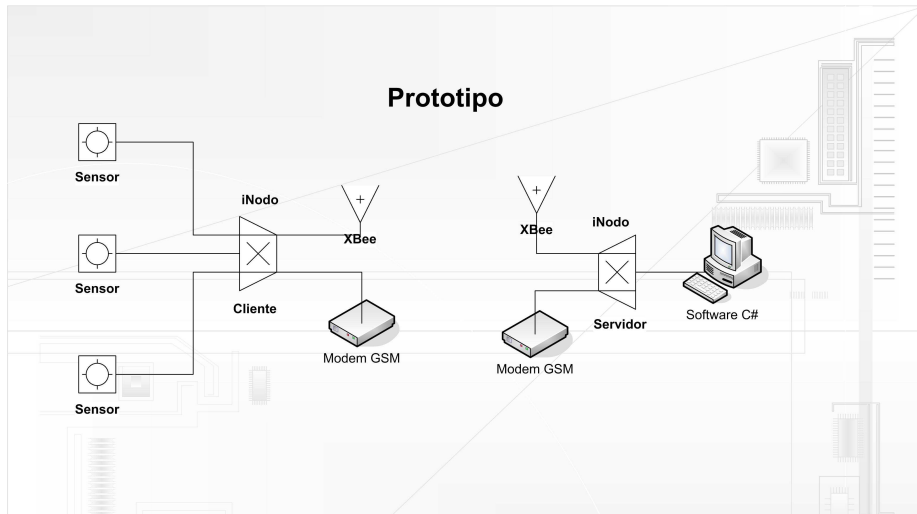 Prototipo
Sensor
iNodo
XBee
Sensor
Cliente
Modem GSM
Sensor
XBee
iNodo
Servidor
Software C#
Modem GSM